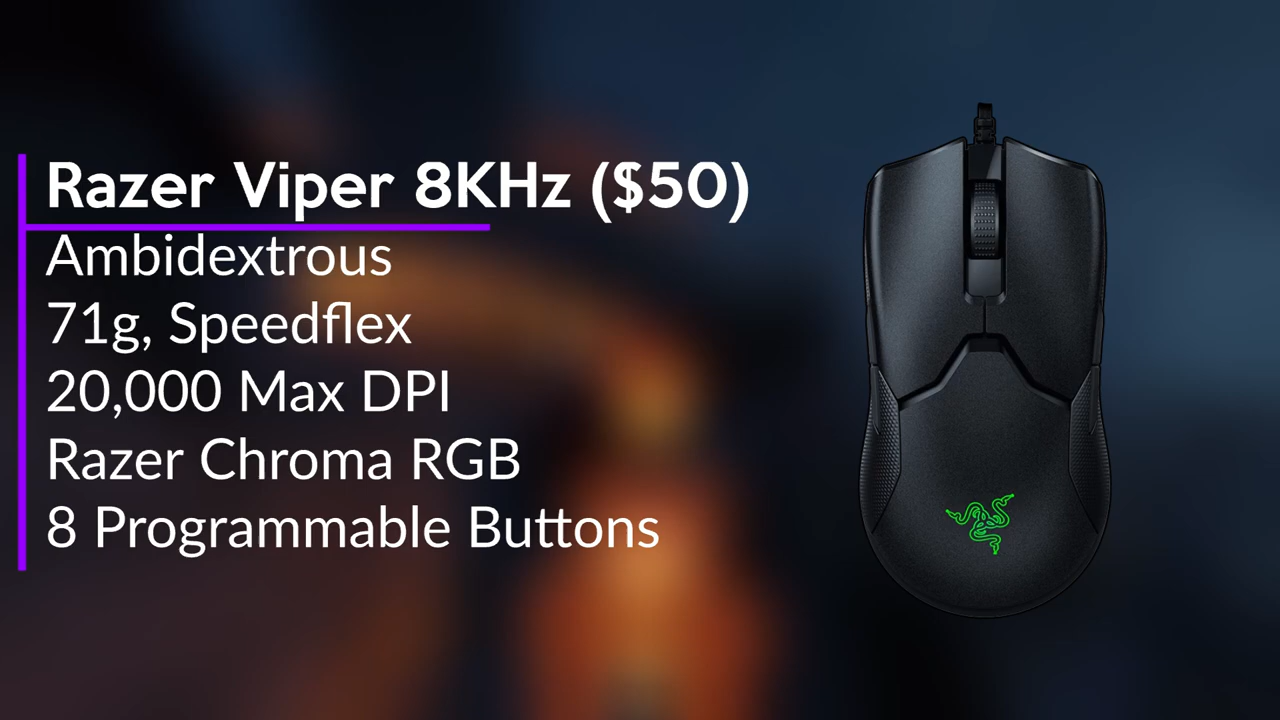 Razer Viper 8KHz ($50)
Ambidextrous
71g, Speedflex
20,000 Max DPI
Razer Chroma RGB
8 Programmable Buttons